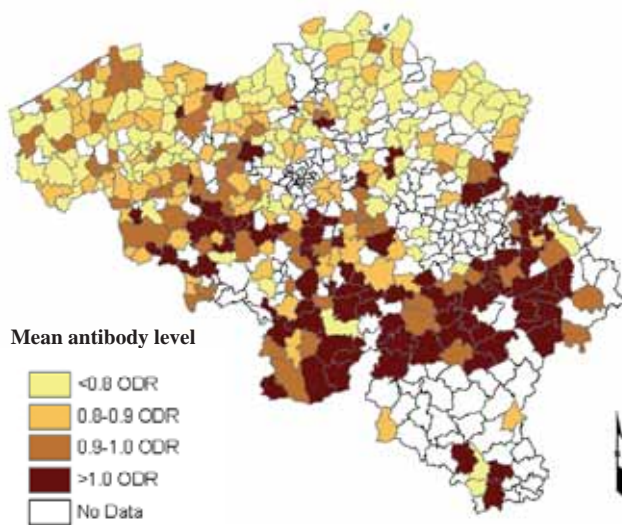 Mean antibody level
<0.8 ODR
0.8-0.9 ODR
0.9-1.0 ODR
>1.0 ODR
No Data